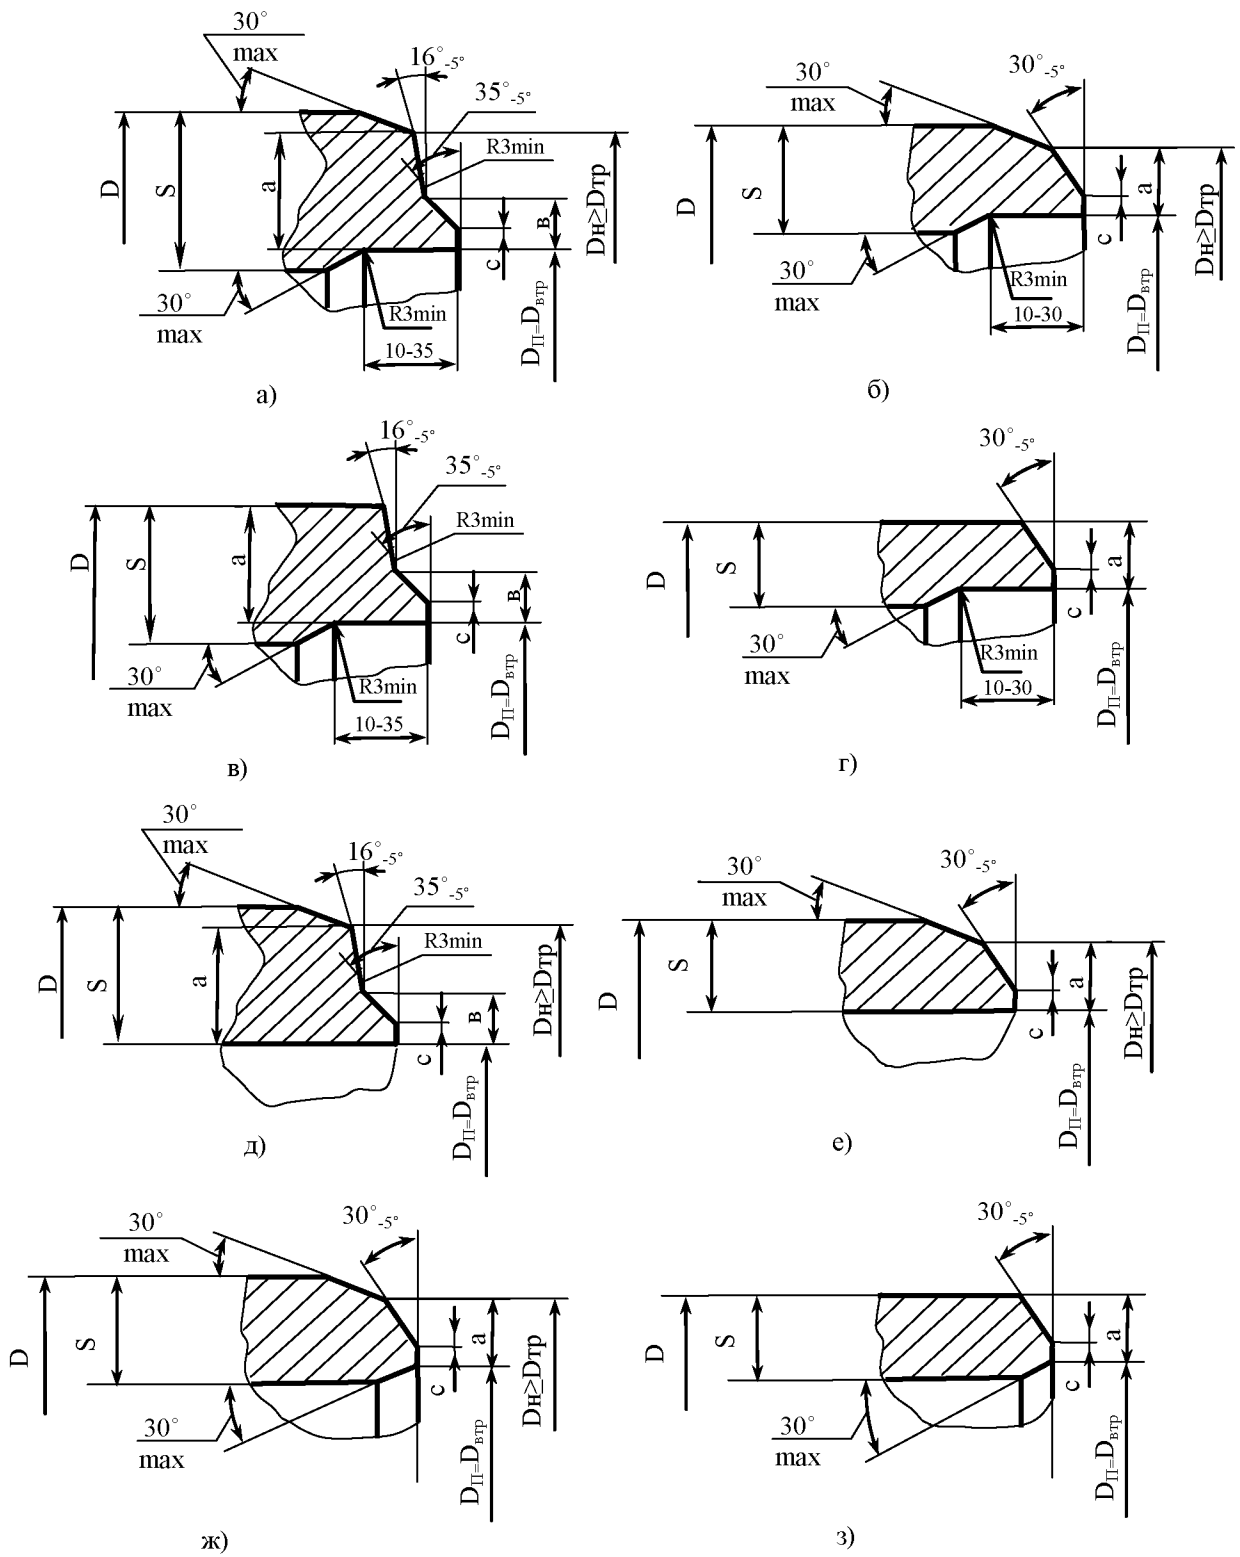 30°
max
16°-5°
35°-5°
R3min
D
S
a
в
c
Dн≥Dтр
30°
max
R3min
10-35
DП=Dвтр
а)
30°
max
30°-5°
D
S
a
c
Dн≥Dтр
30°
max
R3min
10-30
DП=Dвтр
б)
16°-5°
35°-5°
R3min
D
S
a
в
c
30°
max
R3min
10-35
DП=Dвтр
в)
30°-5°
D
S
a
c
30°
max
R3min
10-30
DП=Dвтр
г)
30°
max
16°-5°
35°-5°
R3min
D
S
a
в
c
Dн≥Dтр
DП=Dвтр
д)
30°
max
30°-5°
D
S
a
c
Dн≥Dтр
DП=Dвтр
е)
30°
max
30°-5°
D
S
a
c
Dн≥Dтр
30°
max
DП=Dвтр
ж)
30°-5°
D
S
a
c
30°
max
DП=Dвтр
з)